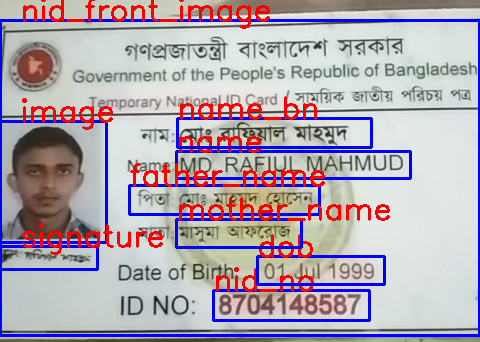 nid_front_image
গণপ্রজাতন্ত্রী বাংলাদেশ সরকার
Government of the People's Republic of Bangladesh
Temporary National ID Card / সাময়িক জাতীয় পরিচয় পত্র
image
name_bn
নাম: মোঃ রাফিয়াল মাহমুদ
name
Name: MD. RAFIUL MAHMUD
father_name
পিতা: মোঃ মাহমুদ হোসেন
mother_name
মাতা: মাসুমা আফরোজ
signature
dob
Date of Birth: 01 Jul 1999
nid_no
ID NO: 8704148587